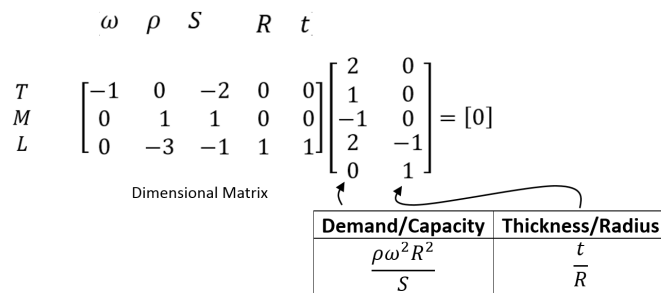 ω ρ S R t
T [ −1 0 −2 0 0 ] [ 2 0 ]
M [ 0 1 1 0 0 ] [ 1 0 ]
L [ 0 −3 −1 1 1 ] [ −1 0 ] = [0]
[ 2 −1 ]
[ 0 1 ]
Dimensional Matrix
Demand/Capacity Thickness/Radius
ρω²R²/S t/R